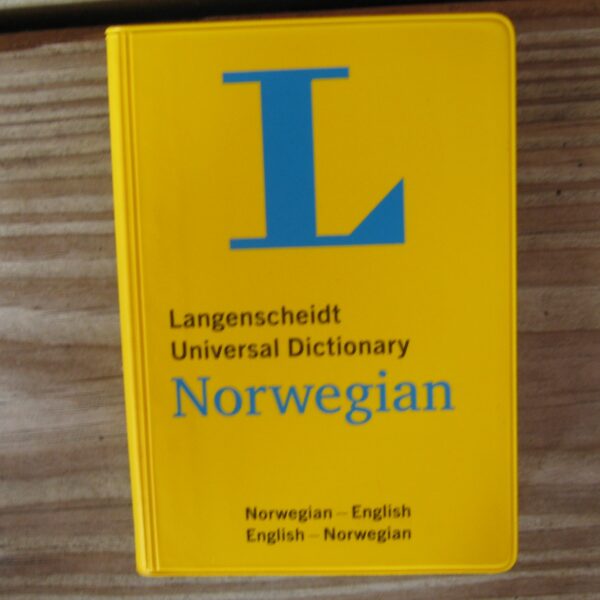 L
Langenscheidt
Universal Dictionary
Norwegian
Norwegian – English
English – Norwegian